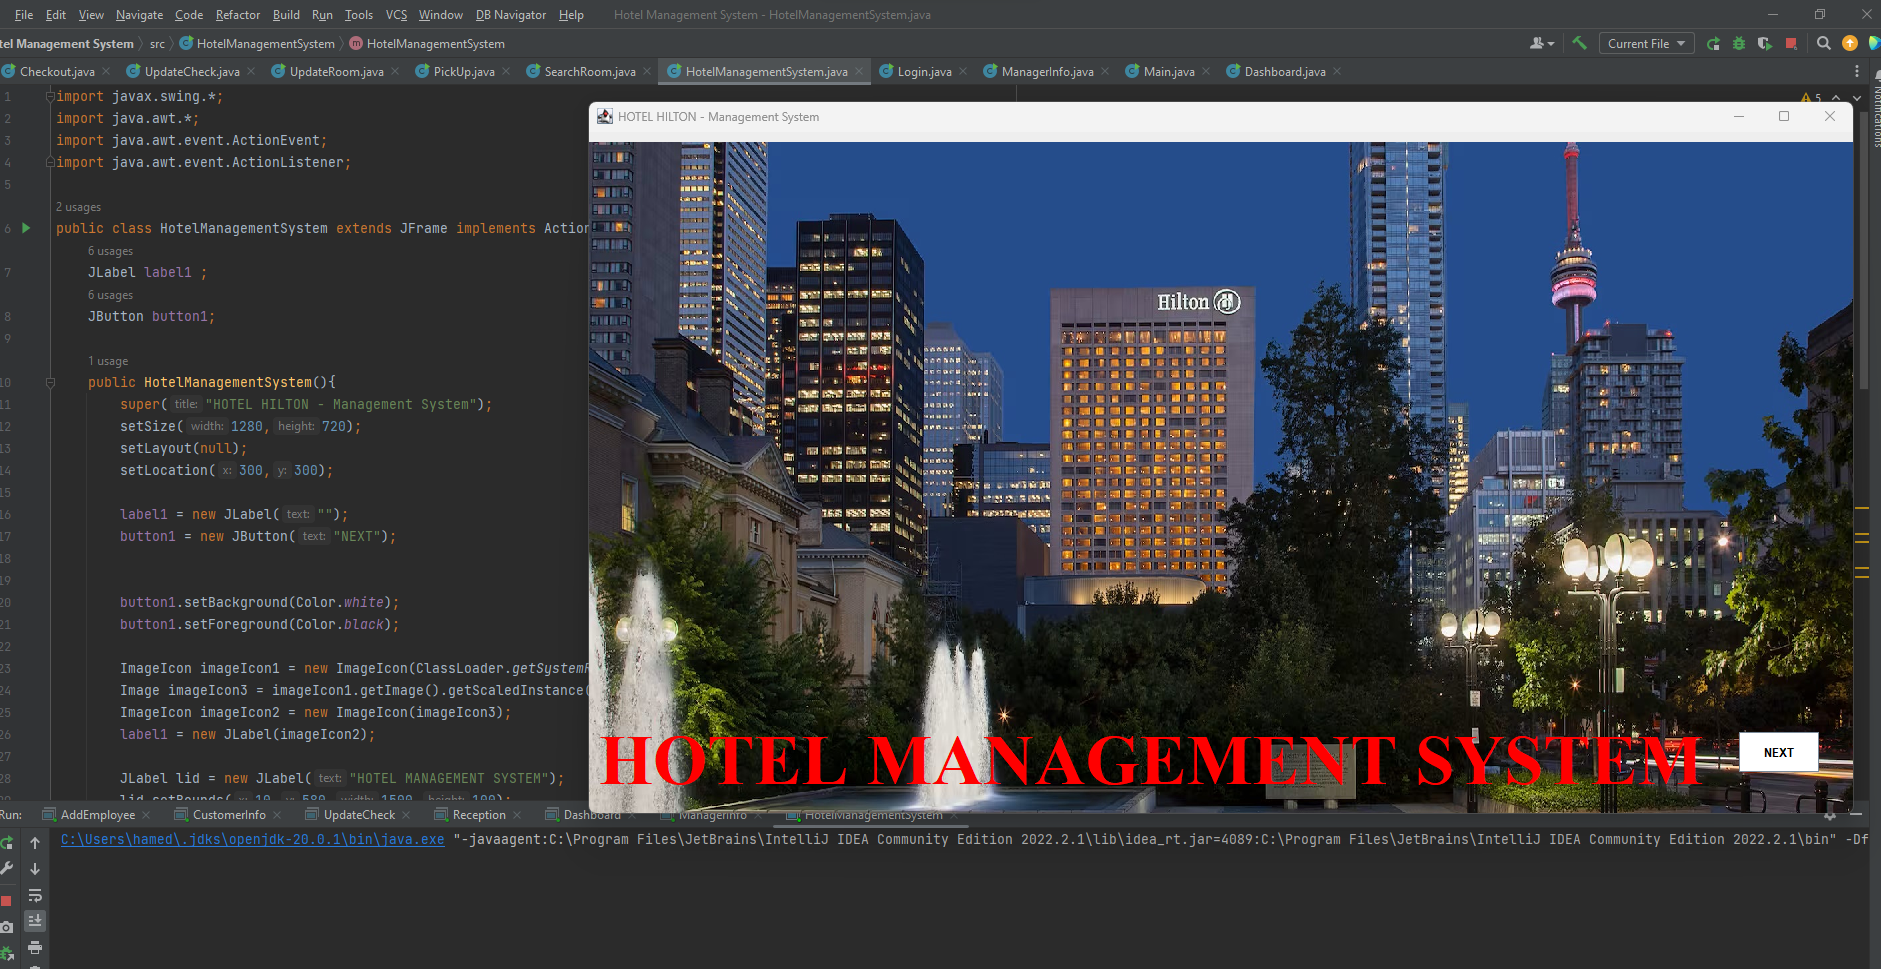 File Edit View Navigate Code Refactor Build Run Tools VCS Window DB Navigator Help Hotel Management System - HotelManagementSystem.java
tel Management System src HotelManagementSystem m HotelManagementSystem Current File
Checkout.java UpdateCheck.java UpdateRoom.java PickUp.java SearchRoom.java HotelManagementSystem.java Login.java ManagerInfo.java Main.java Dashboard.java
Notifications
5
1 import javax.swing.*;
2 import java.awt.*;
3 import java.awt.event.ActionEvent;
4 import java.awt.event.ActionListener;
5
2 usages
6 public class HotelManagementSystem extends JFrame implements Action
6 usages
7 JLabel label1 ;
6 usages
8 JButton button1;
9
1 usage
10 public HotelManagementSystem(){
11 super( title: "HOTEL HILTON - Management System");
12 setSize( width: 1280, height: 720);
13 setLayout(null);
14 setLocation( x: 300, y: 300);
15
16 label1 = new JLabel( text: "");
17 button1 = new JButton( text: "NEXT");
18
19
20 button1.setBackground(Color.white);
21 button1.setForeground(Color.black);
22
23 ImageIcon imageIcon1 = new ImageIcon(ClassLoader.getSystemR
24 Image imageIcon3 = imageIcon1.getImage().getScaledInstance(
25 ImageIcon imageIcon2 = new ImageIcon(imageIcon3);
26 label1 = new JLabel(imageIcon2);
27
28 JLabel lid = new JLabel( text: "HOTEL MANAGEMENT SYSTEM");
29 lid.setBounds( x: 10, y: 580, width: 1500, height: 100);
HOTEL HILTON - Management System
Hilton
HOTEL MANAGEMENT SYSTEM
NEXT
Run: AddEmployee CustomerInfo UpdateCheck Reception Dashboard ManagerInfo HotelManagementSystem
C:\Users\hamed\.jdks\openjdk-20.0.1\bin\java.exe "-javaagent:C:\Program Files\JetBrains\IntelliJ IDEA Community Edition 2022.2.1\lib\idea_rt.jar=4089:C:\Program Files\JetBrains\IntelliJ IDEA Community Edition 2022.2.1\bin" -Df